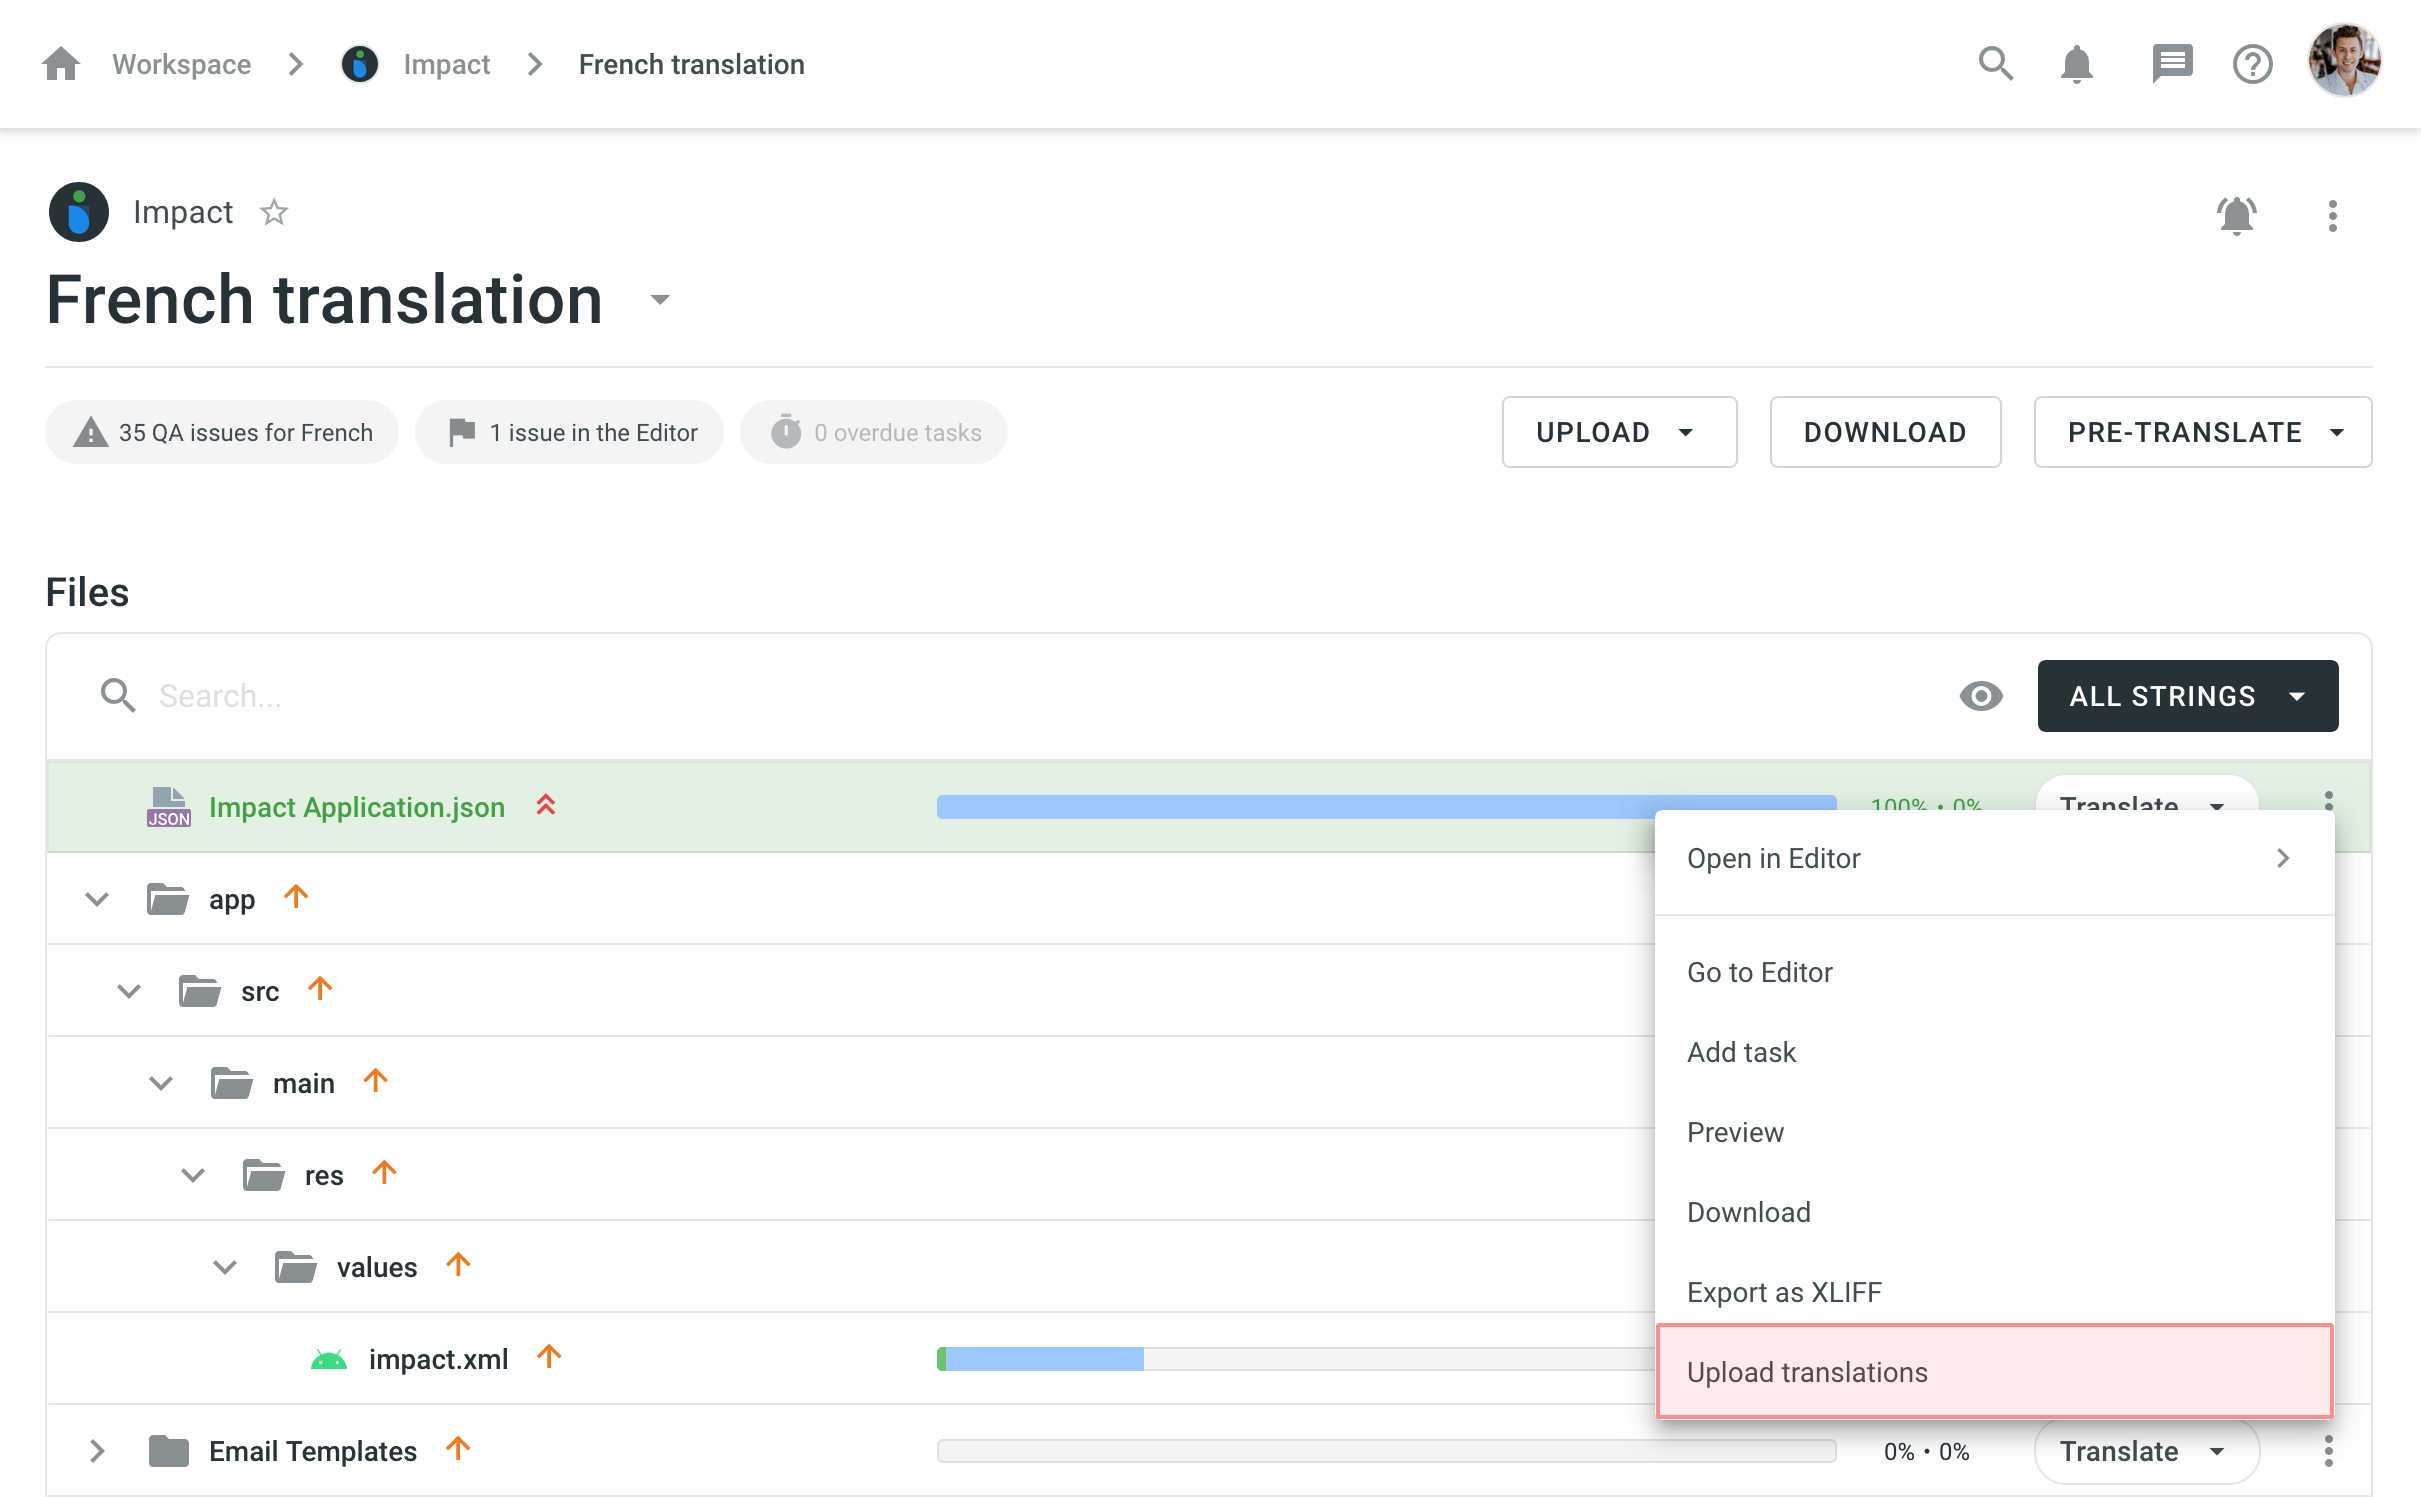 Workspace
Impact
French translation
Impact
French translation
35 QA issues for French
1 issue in the Editor
0 overdue tasks
UPLOAD
DOWNLOAD
PRE-TRANSLATE
Files
Search...
ALL STRINGS
JSON
Impact Application.json
100% • 0%
Translate
Open in Editor
app
Go to Editor
src
Add task
main
Preview
res
Download
values
Export as XLIFF
impact.xml
Upload translations
Email Templates
0% • 0%
Translate